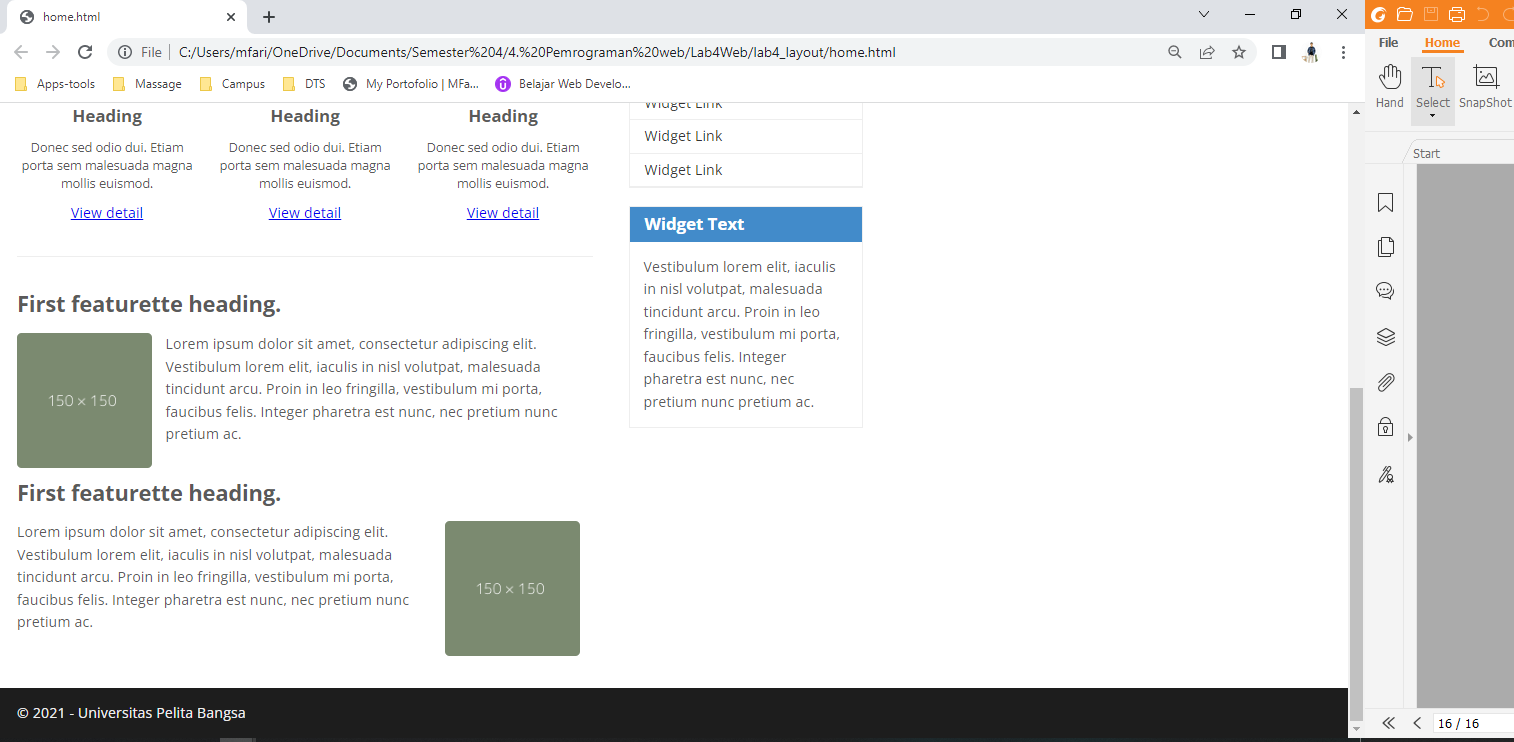 home.html
File
C:/Users/mfari/OneDrive/Documents/Semester%204/4.%20Pemrograman%20web/Lab4Web/lab4_layout/home.html
Apps-tools
Massage
Campus
DTS
My Portofolio | MFa...
Belajar Web Develo...
Heading
Donec sed odio dui. Etiam
porta sem malesuada magna
mollis euismod.
View detail
Heading
Donec sed odio dui. Etiam
porta sem malesuada magna
mollis euismod.
View detail
Heading
Donec sed odio dui. Etiam
porta sem malesuada magna
mollis euismod.
View detail
First featurette heading.
150 × 150
Lorem ipsum dolor sit amet, consectetur adipiscing elit.
Vestibulum lorem elit, iaculis in nisl volutpat, malesuada
tincidunt arcu. Proin in leo fringilla, vestibulum mi porta,
faucibus felis. Integer pharetra est nunc, nec pretium nunc
pretium ac.
First featurette heading.
Lorem ipsum dolor sit amet, consectetur adipiscing elit.
Vestibulum lorem elit, iaculis in nisl volutpat, malesuada
tincidunt arcu. Proin in leo fringilla, vestibulum mi porta,
faucibus felis. Integer pharetra est nunc, nec pretium nunc
pretium ac.
150 × 150
Widget Link
Widget Link
Widget Link
Widget Text
Vestibulum lorem elit, iaculis
in nisl volutpat, malesuada
tincidunt arcu. Proin in leo
fringilla, vestibulum mi porta,
faucibus felis. Integer
pharetra est nunc, nec
pretium nunc pretium ac.
© 2021 - Universitas Pelita Bangsa
File
Home
Com
Hand
Select
SnapShot
Start
16 / 16